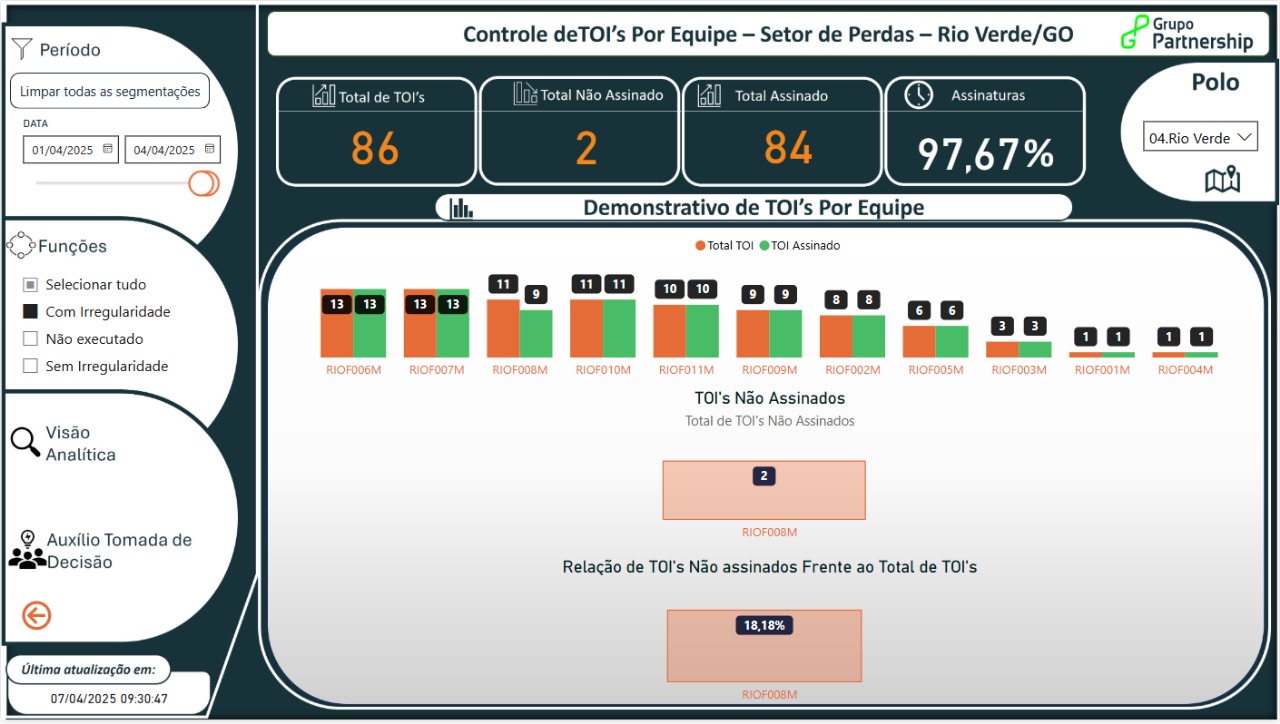 Controle deTOI's Por Equipe – Setor de Perdas – Rio Verde/GO
Grupo
Partnership
Período
Limpar todas as segmentações
DATA
01/04/2025 04/04/2025
Funções
Selecionar tudo
Com Irregularidade
Não executado
Sem Irregularidade
Visão
Analítica
Auxílio Tomada de
Decisão
Última atualização em:
07/04/2025 09:30:47
Total de TOI's
86
Total Não Assinado
2
Total Assinado
84
Assinaturas
97,67%
Polo
04.Rio Verde
Demonstrativo de TOI's Por Equipe
Total TOI TOI Assinado
13 13 13 13 11 9 11 11 10 10 9 9 8 8 6 6 3 3 1 1 1 1
RIOF006M RIOF007M RIOF008M RIOF010M RIOF011M RIOF009M RIOF002M RIOF005M RIOF003M RIOF001M RIOF004M
TOI's Não Assinados
Total de TOI's Não Assinados
2
RIOF008M
Relação de TOI's Não assinados Frente ao Total de TOI's
18,18%
RIOF008M